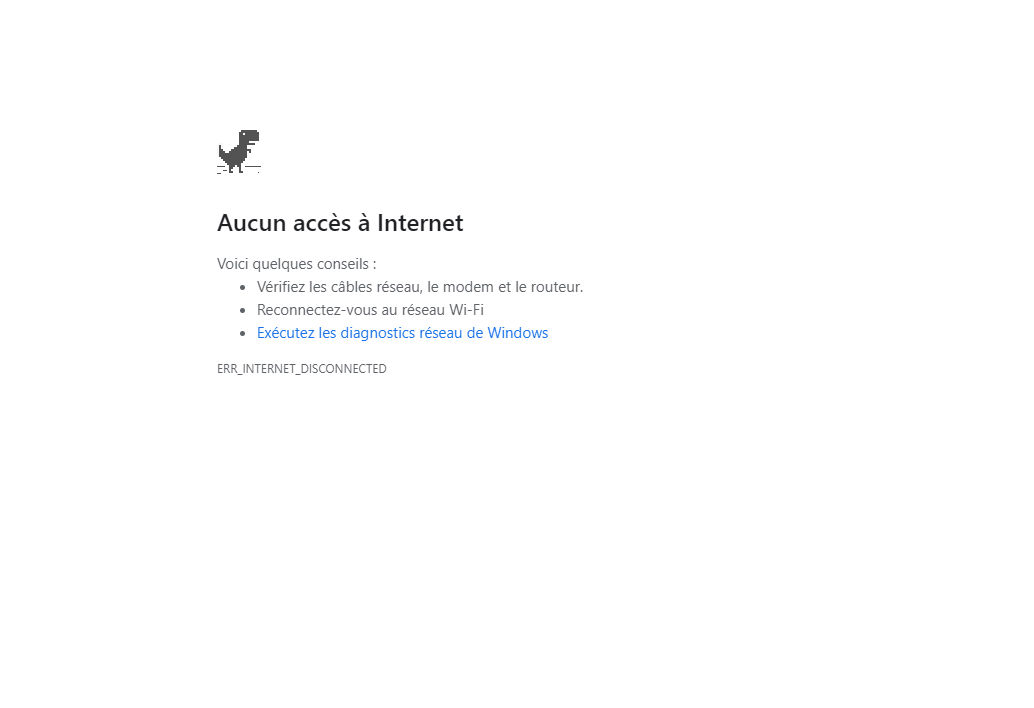 Aucun accès à Internet
Voici quelques conseils :
Vérifiez les câbles réseau, le modem et le routeur.
Reconnectez-vous au réseau Wi-Fi
Exécutez les diagnostics réseau de Windows
ERR_INTERNET_DISCONNECTED